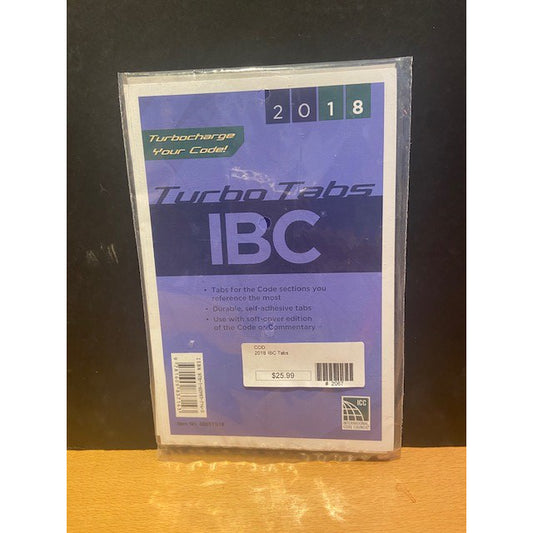 2018
Turbocharge
Your Code!
Turbo Tabs
IBC
• Tabs for the Code sections you
reference the most
• Durable, self-adhesive tabs
• Use with soft-cover edition
of the Code or Commentary
COD
2018 IBC Tabs
$25.99
# 2067
ICC
INTERNATIONAL
CODE COUNCIL